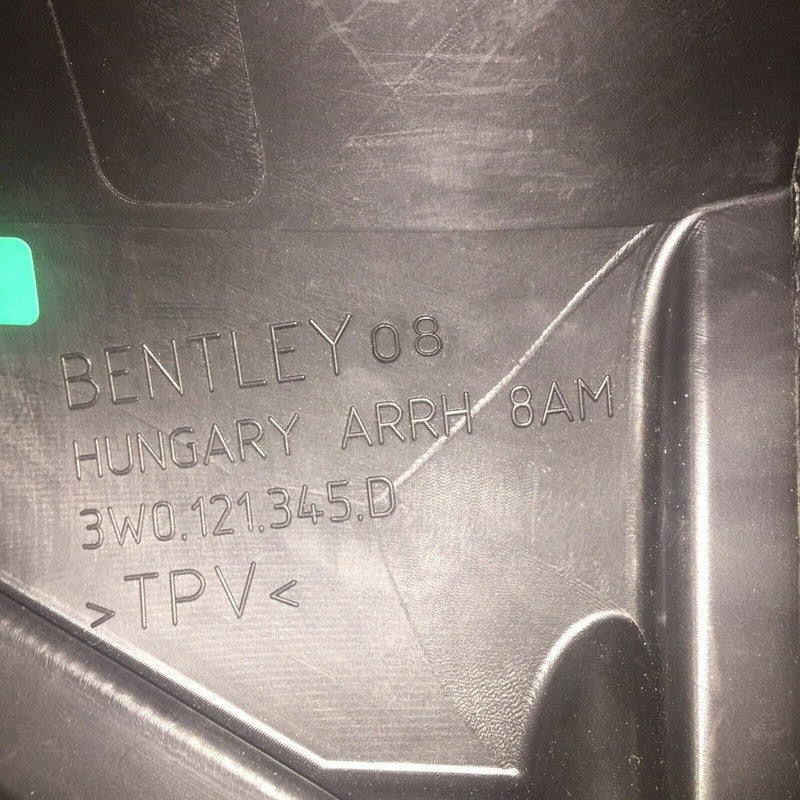 BENTLEY 08
HUNGARY ARRH 8AM
3W0.121.345.D
>TPV<